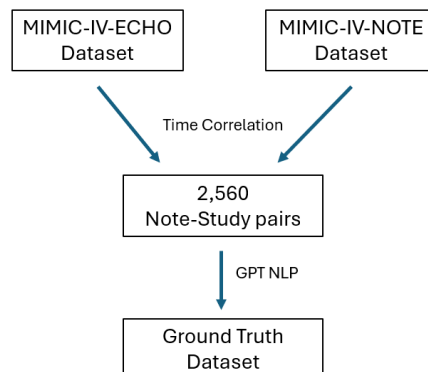 MIMIC-IV-ECHO
Dataset
MIMIC-IV-NOTE
Dataset
Time Correlation
2,560
Note-Study pairs
GPT NLP
Ground Truth
Dataset